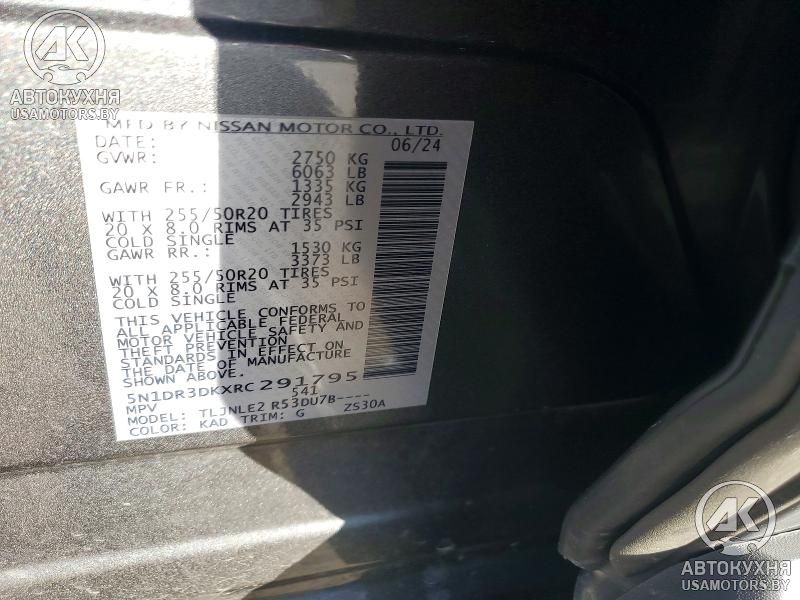 AK
АВТОКУХНЯ
USAMOTORS.BY
MFD BY NISSAN MOTOR CO., LTD.
DATE: 06/24
GVWR: 2750 KG
6063 LB
GAWR FR.: 1335 KG
2943 LB
WITH 255/50R20 TIRES
20 X 8.0 RIMS AT 35 PSI
COLD SINGLE
GAWR RR.: 1530 KG
3373 LB
WITH 255/50R20 TIRES
20 X 8.0 RIMS AT 35 PSI
COLD SINGLE
THIS VEHICLE CONFORMS TO
ALL APPLICABLE FEDERAL
MOTOR VEHICLE SAFETY AND
THEFT PREVENTION
STANDARDS IN EFFECT ON
THE DATE OF MANUFACTURE
SHOWN ABOVE.
5N1DR3DKXRC291795
MPV 541
MODEL: TLJNLE2 R53DU7B---- ZS30A
COLOR: KAD TRIM: G
AK
АВТОКУХНЯ
USAMOTORS.BY